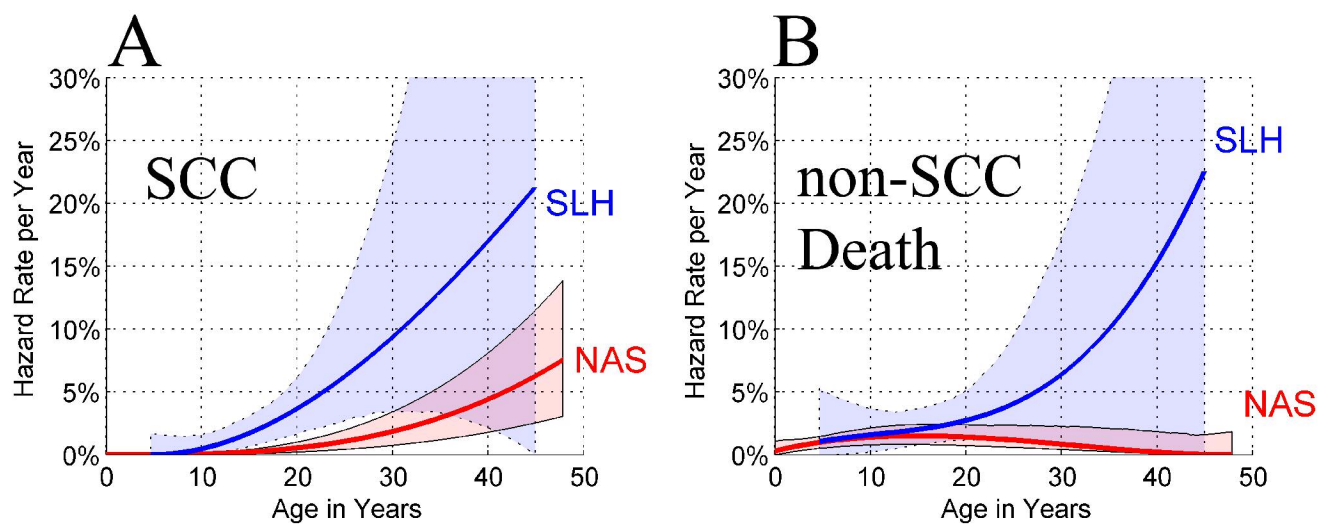 A
30%
25%
20%
15%
10%
5%
0%
Hazard Rate per Year
SCC
SLH
NAS
0
10
20
30
40
50
Age in Years
B
30%
25%
20%
15%
10%
5%
0%
Hazard Rate per Year
non-SCC
Death
SLH
NAS
0
10
20
30
40
50
Age in Years